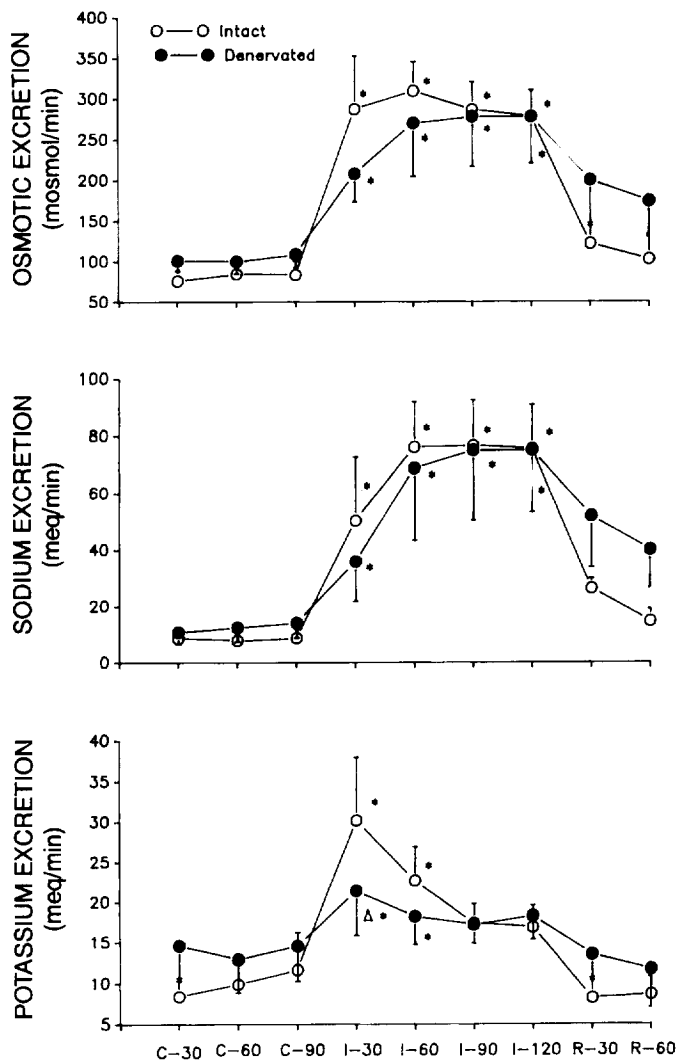 Intact
Denervated
OSMOTIC EXCRETION
(mosmol/min)
400
350
300
250
200
150
100
50
* * * * * * * *
SODIUM EXCRETION
(meq/min)
100
80
60
40
20
0
* * * * * * * *
POTASSIUM EXCRETION
(meq/min)
40
35
30
25
20
15
10
5
* *
Δ * *
C-30 C-60 C-90 I-30 I-60 I-90 I-120 R-30 R-60